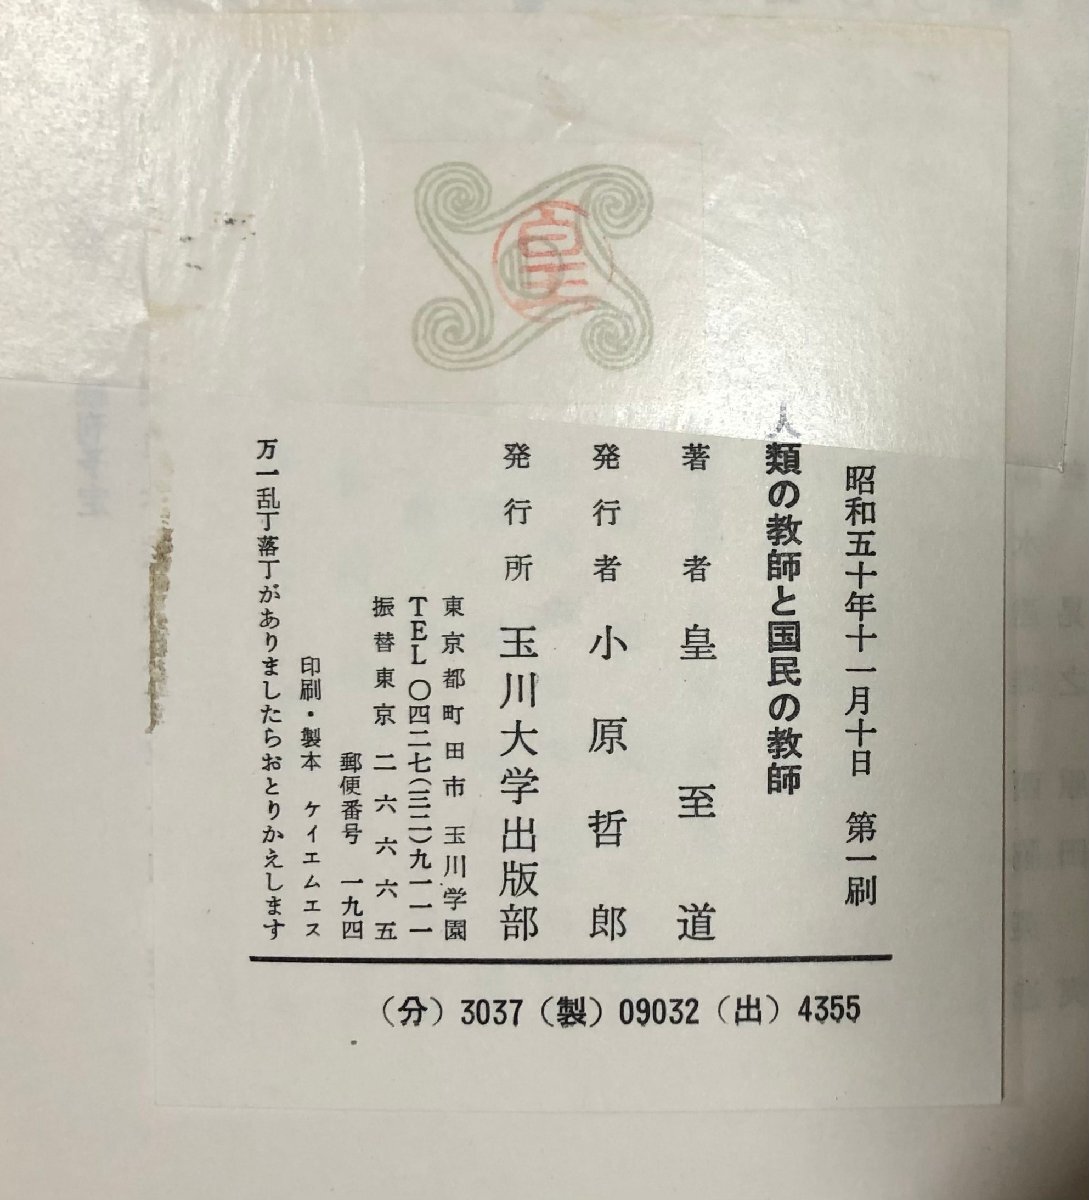 皇
昭和五十年十一月十日 第一刷
人類の教師と国民の教師
著者 皇至道
発行者 小原哲郎
発行所 玉川大学出版部
東京都町田市 玉川学園
TEL〇四二七(三二)九一一一
振替東京 二六六六五
郵便番号 一九四
印刷・製本 ケイエムエス
万一乱丁落丁がありましたらおとりかえします
(分) 3037 (製) 09032 (出) 4355